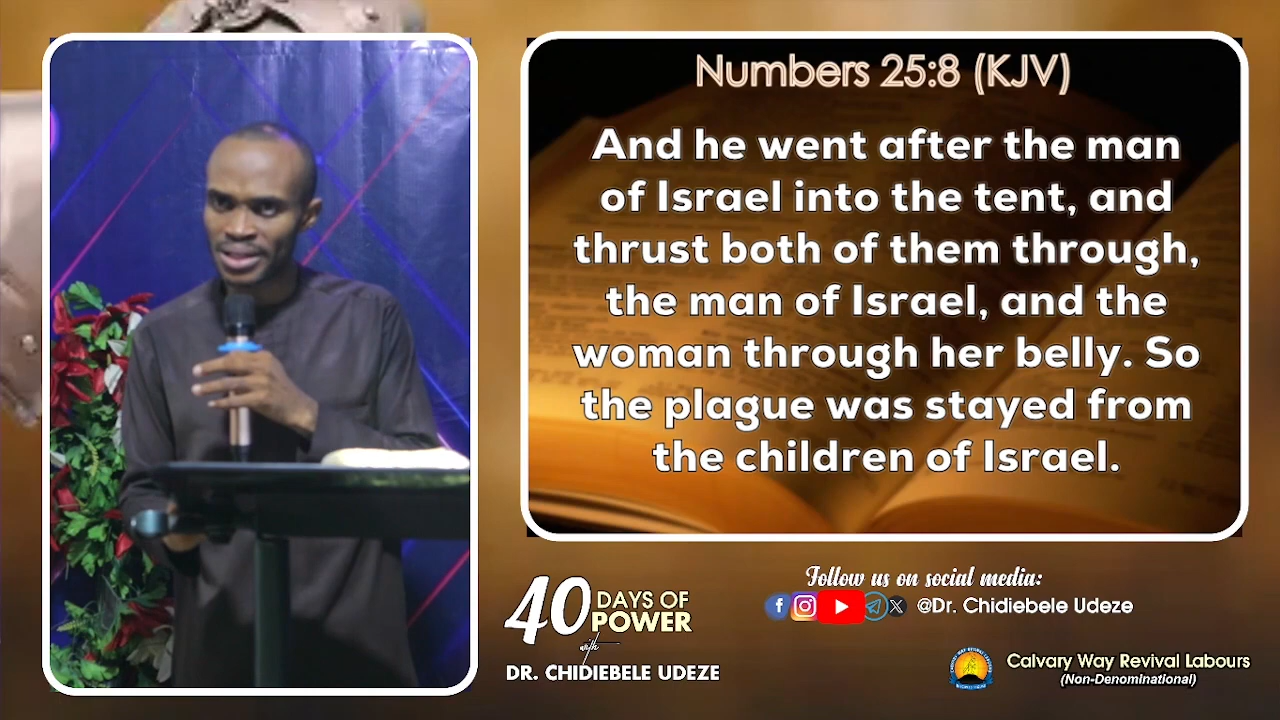 Numbers 25:8 (KJV)
And he went after the man
of Israel into the tent, and
thrust both of them through,
the man of Israel, and the
woman through her belly. So
the plague was stayed from
the children of Israel.
40 DAYS OF
POWER
with
DR. CHIDIEBELE UDEZE
Follow us on social media:
@Dr. Chidiebele Udeze
Calvary Way Revival Labours
(Non-Denominational)